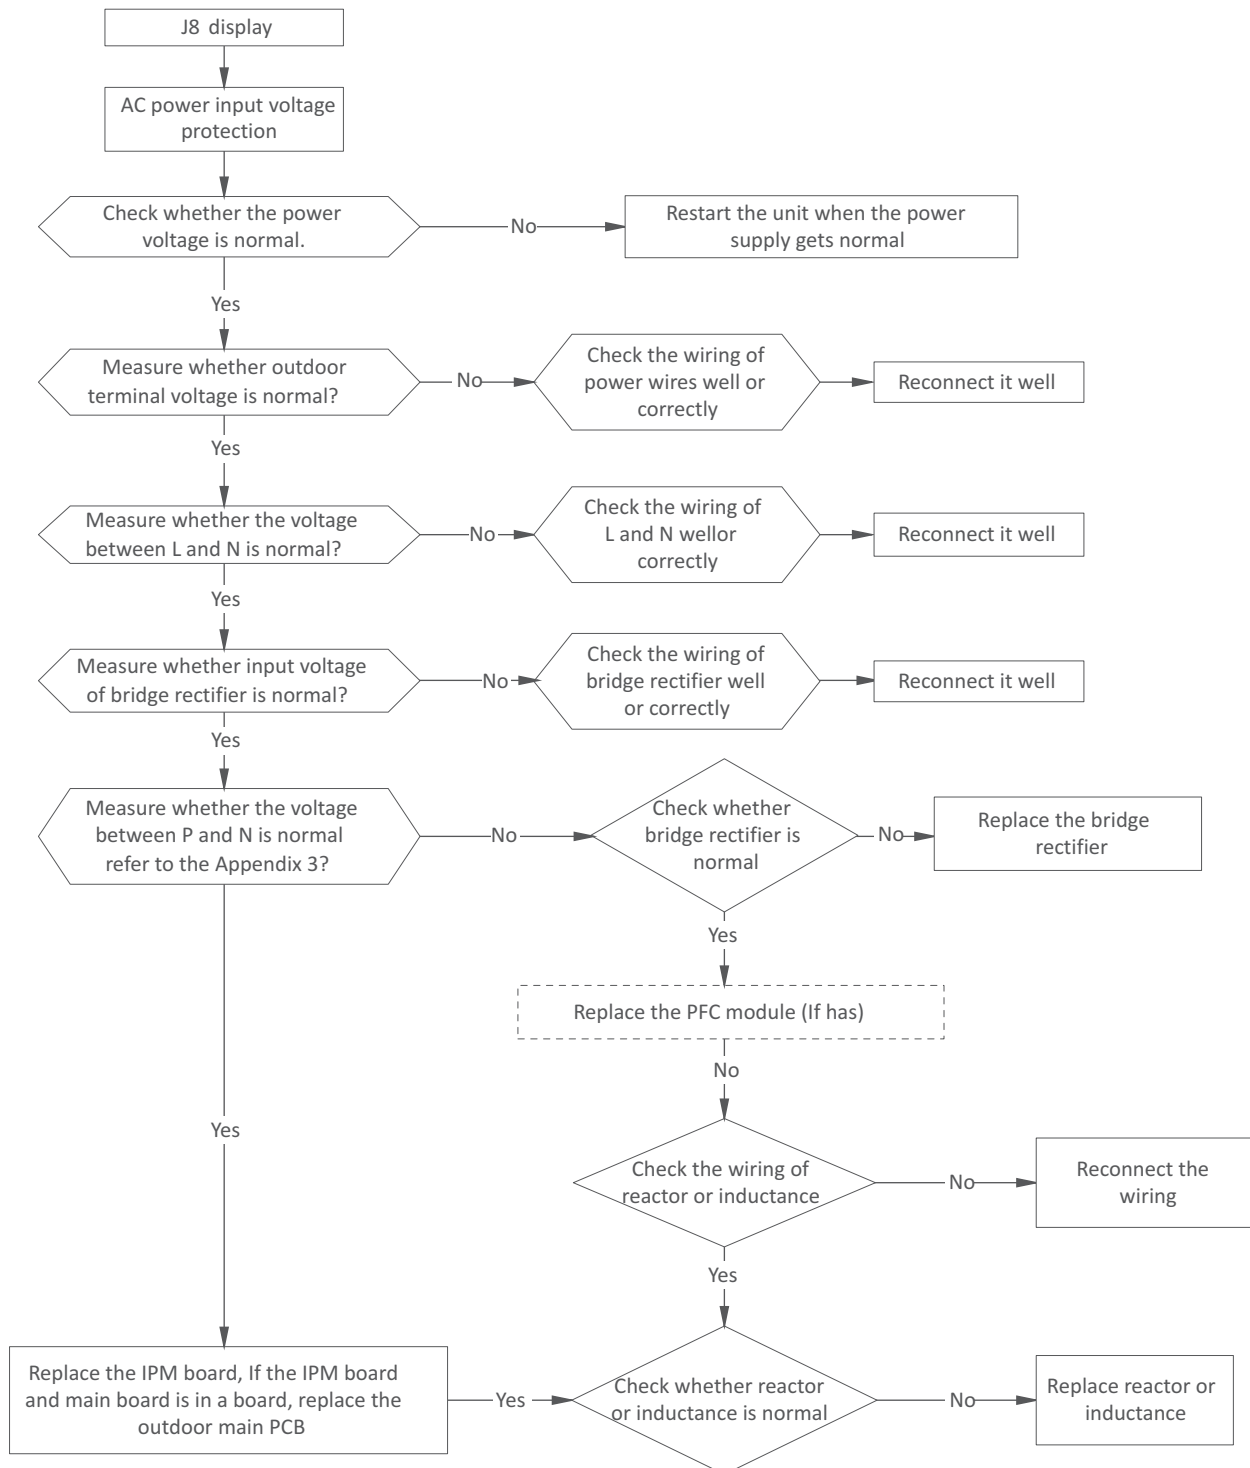 J8 display
AC power input voltage
protection
Check whether the power
voltage is normal.
No
Restart the unit when the power
supply gets normal
Yes
Measure whether outdoor
terminal voltage is normal?
No
Check the wiring of
power wires well or
correctly
Reconnect it well
Yes
Measure whether the voltage
between L and N is normal?
No
Check the wiring of
L and N wellor
correctly
Reconnect it well
Yes
Measure whether input voltage
of bridge rectifier is normal?
No
Check the wiring of
bridge rectifier well
or correctly
Reconnect it well
Yes
Measure whether the voltage
between P and N is normal
refer to the Appendix 3?
No
Check whether
bridge rectifier is
normal
No
Replace the bridge
rectifier
Yes
Replace the PFC module (If has)
No
Yes
Check the wiring of
reactor or inductance
No
Reconnect the
wiring
Yes
Replace the IPM board, If the IPM board
and main board is in a board, replace the
outdoor main PCB
Yes
Check whether reactor
or inductance is normal
No
Replace reactor or
inductance